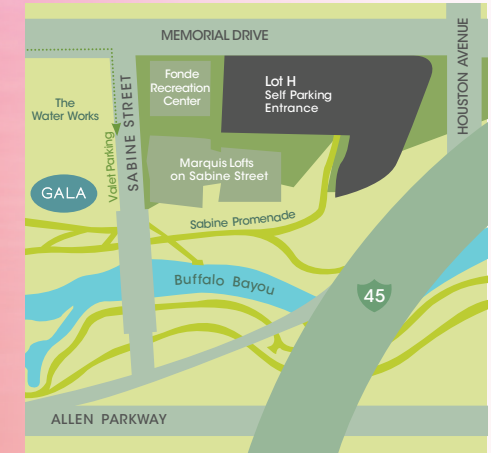 MEMORIAL DRIVE
HOUSTON AVENUE
Fonde
Recreation
Center
Lot H
Self Parking
Entrance
The
Water Works
SABINE STREET
Valet Parking
Marquis Lofts
on Sabine Street
GALA
Sabine Promenade
Buffalo Bayou
45
ALLEN PARKWAY